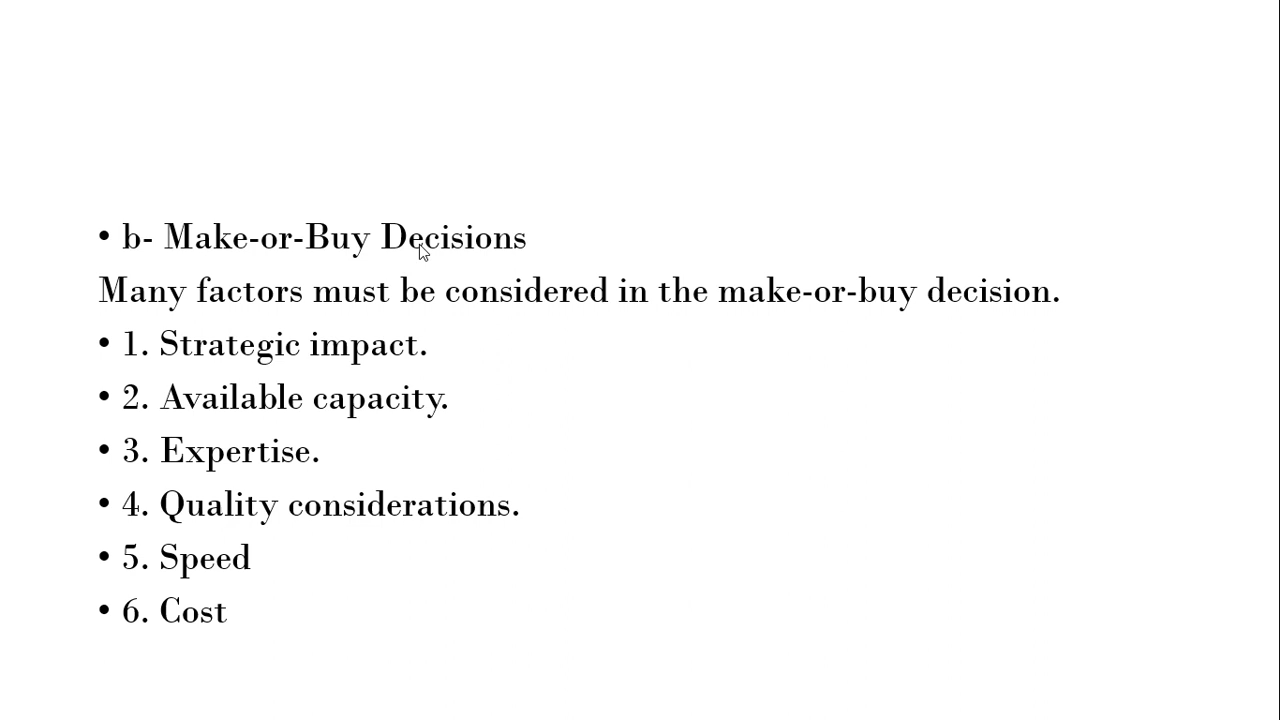 • b- Make-or-Buy Decisions
Many factors must be considered in the make-or-buy decision.
• 1. Strategic impact.
• 2. Available capacity.
• 3. Expertise.
• 4. Quality considerations.
• 5. Speed
• 6. Cost